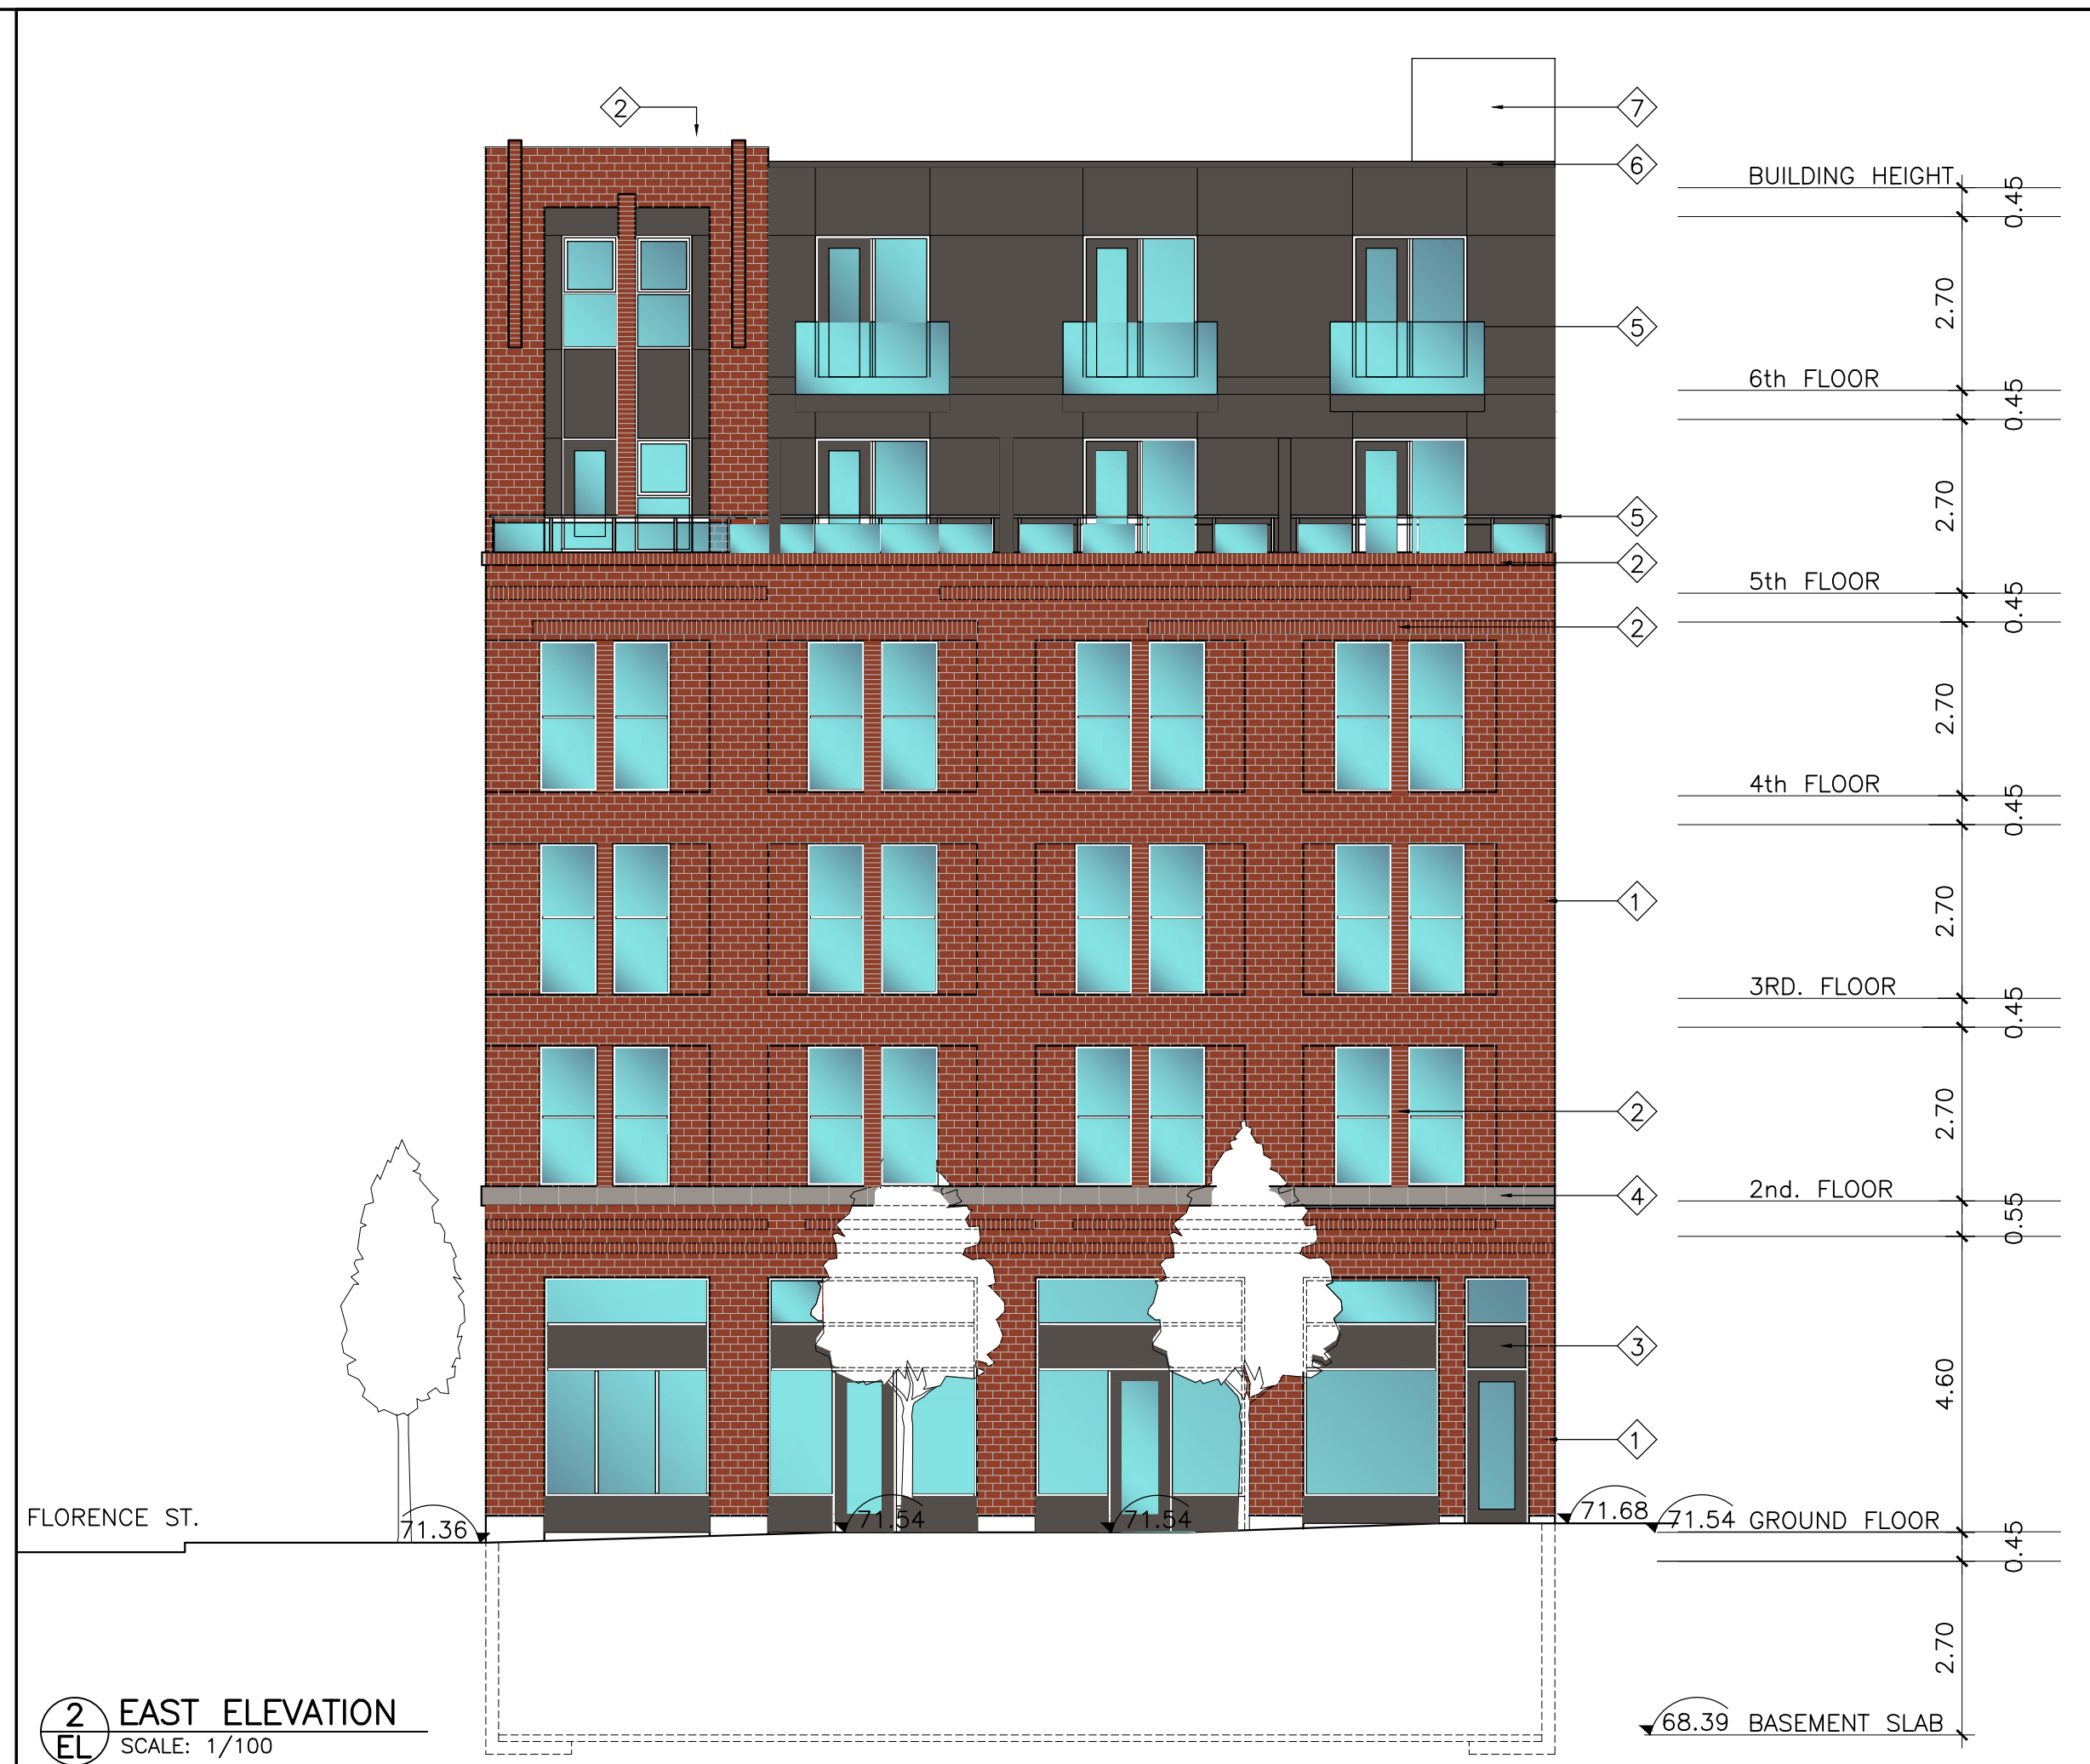 2
7
6
BUILDING HEIGHT
0.45
2.70
5
6th FLOOR
0.45
2.70
5
2
5th FLOOR
0.45
2
2.70
4th FLOOR
0.45
1
2.70
3RD. FLOOR
0.45
2
2.70
4
2nd. FLOOR
0.55
3
4.60
1
FLORENCE ST.
71.36
71.54
71.54
71.68
71.54 GROUND FLOOR
0.45
2.70
68.39 BASEMENT SLAB
2 EAST ELEVATION
EL SCALE: 1/100